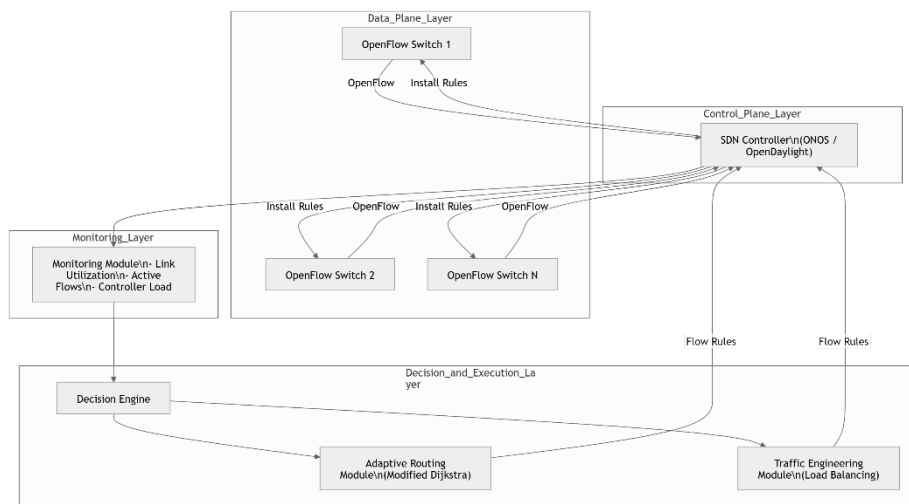 Data_Plane_Layer
OpenFlow Switch 1
OpenFlow
Install Rules
Control_Plane_Layer
SDN Controller\n(ONOS /
OpenDaylight)
Install Rules
OpenFlow
Install Rules
OpenFlow
Monitoring_Layer
Monitoring Module\n- Link
Utilization\n- Active
Flows\n- Controller Load
OpenFlow Switch 2
OpenFlow Switch N
Flow Rules
Flow Rules
Decision_and_Execution_La
yer
Decision Engine
Adaptive Routing
Module\n(Modified Dijkstra)
Traffic Engineering
Module\n(Load Balancing)